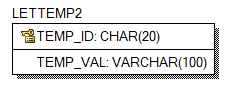 LETTEMP2
TEMP_ID: CHAR(20)
TEMP_VAL: VARCHAR(100)